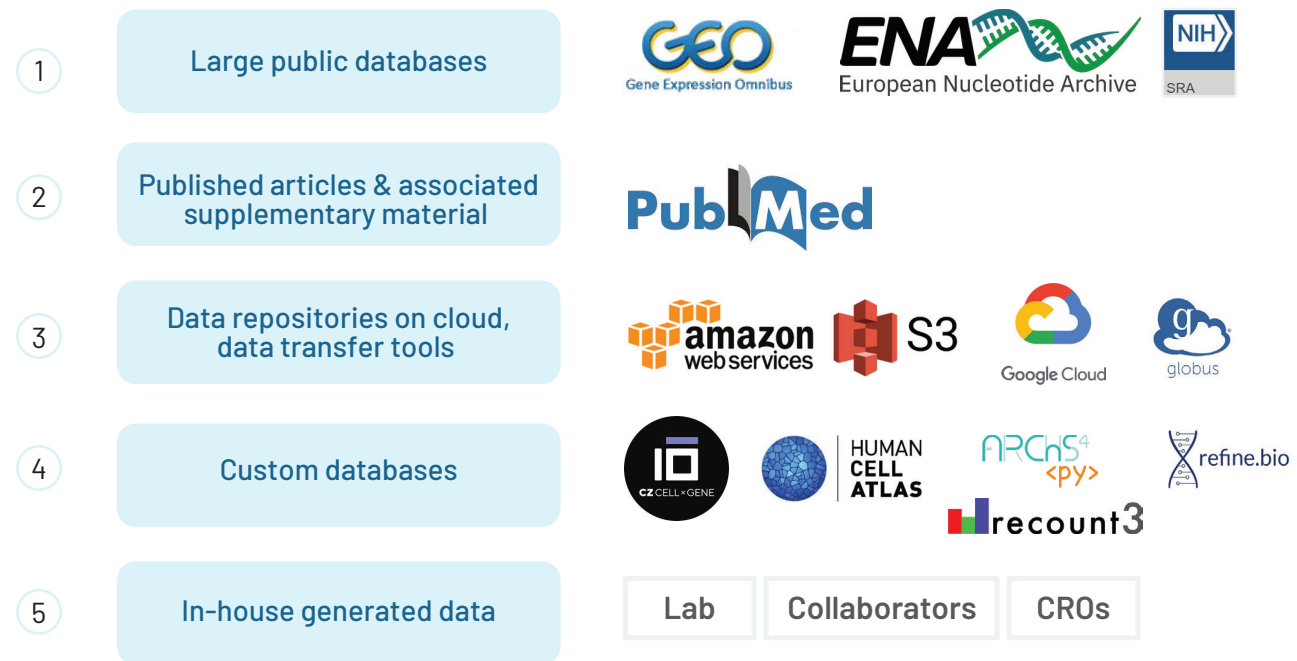 1
Large public databases
GEO
Gene Expression Omnibus
ENA
European Nucleotide Archive
NIH
SRA
2
Published articles & associated
supplementary material
PubMed
3
Data repositories on cloud,
data transfer tools
amazon
web services
S3
Google Cloud
g
globus
4
Custom databases
CZ CELL×GENE
HUMAN
CELL
ATLAS
ARCHS4
<py>
recount3
refine.bio
5
In-house generated data
Lab
Collaborators
CROs